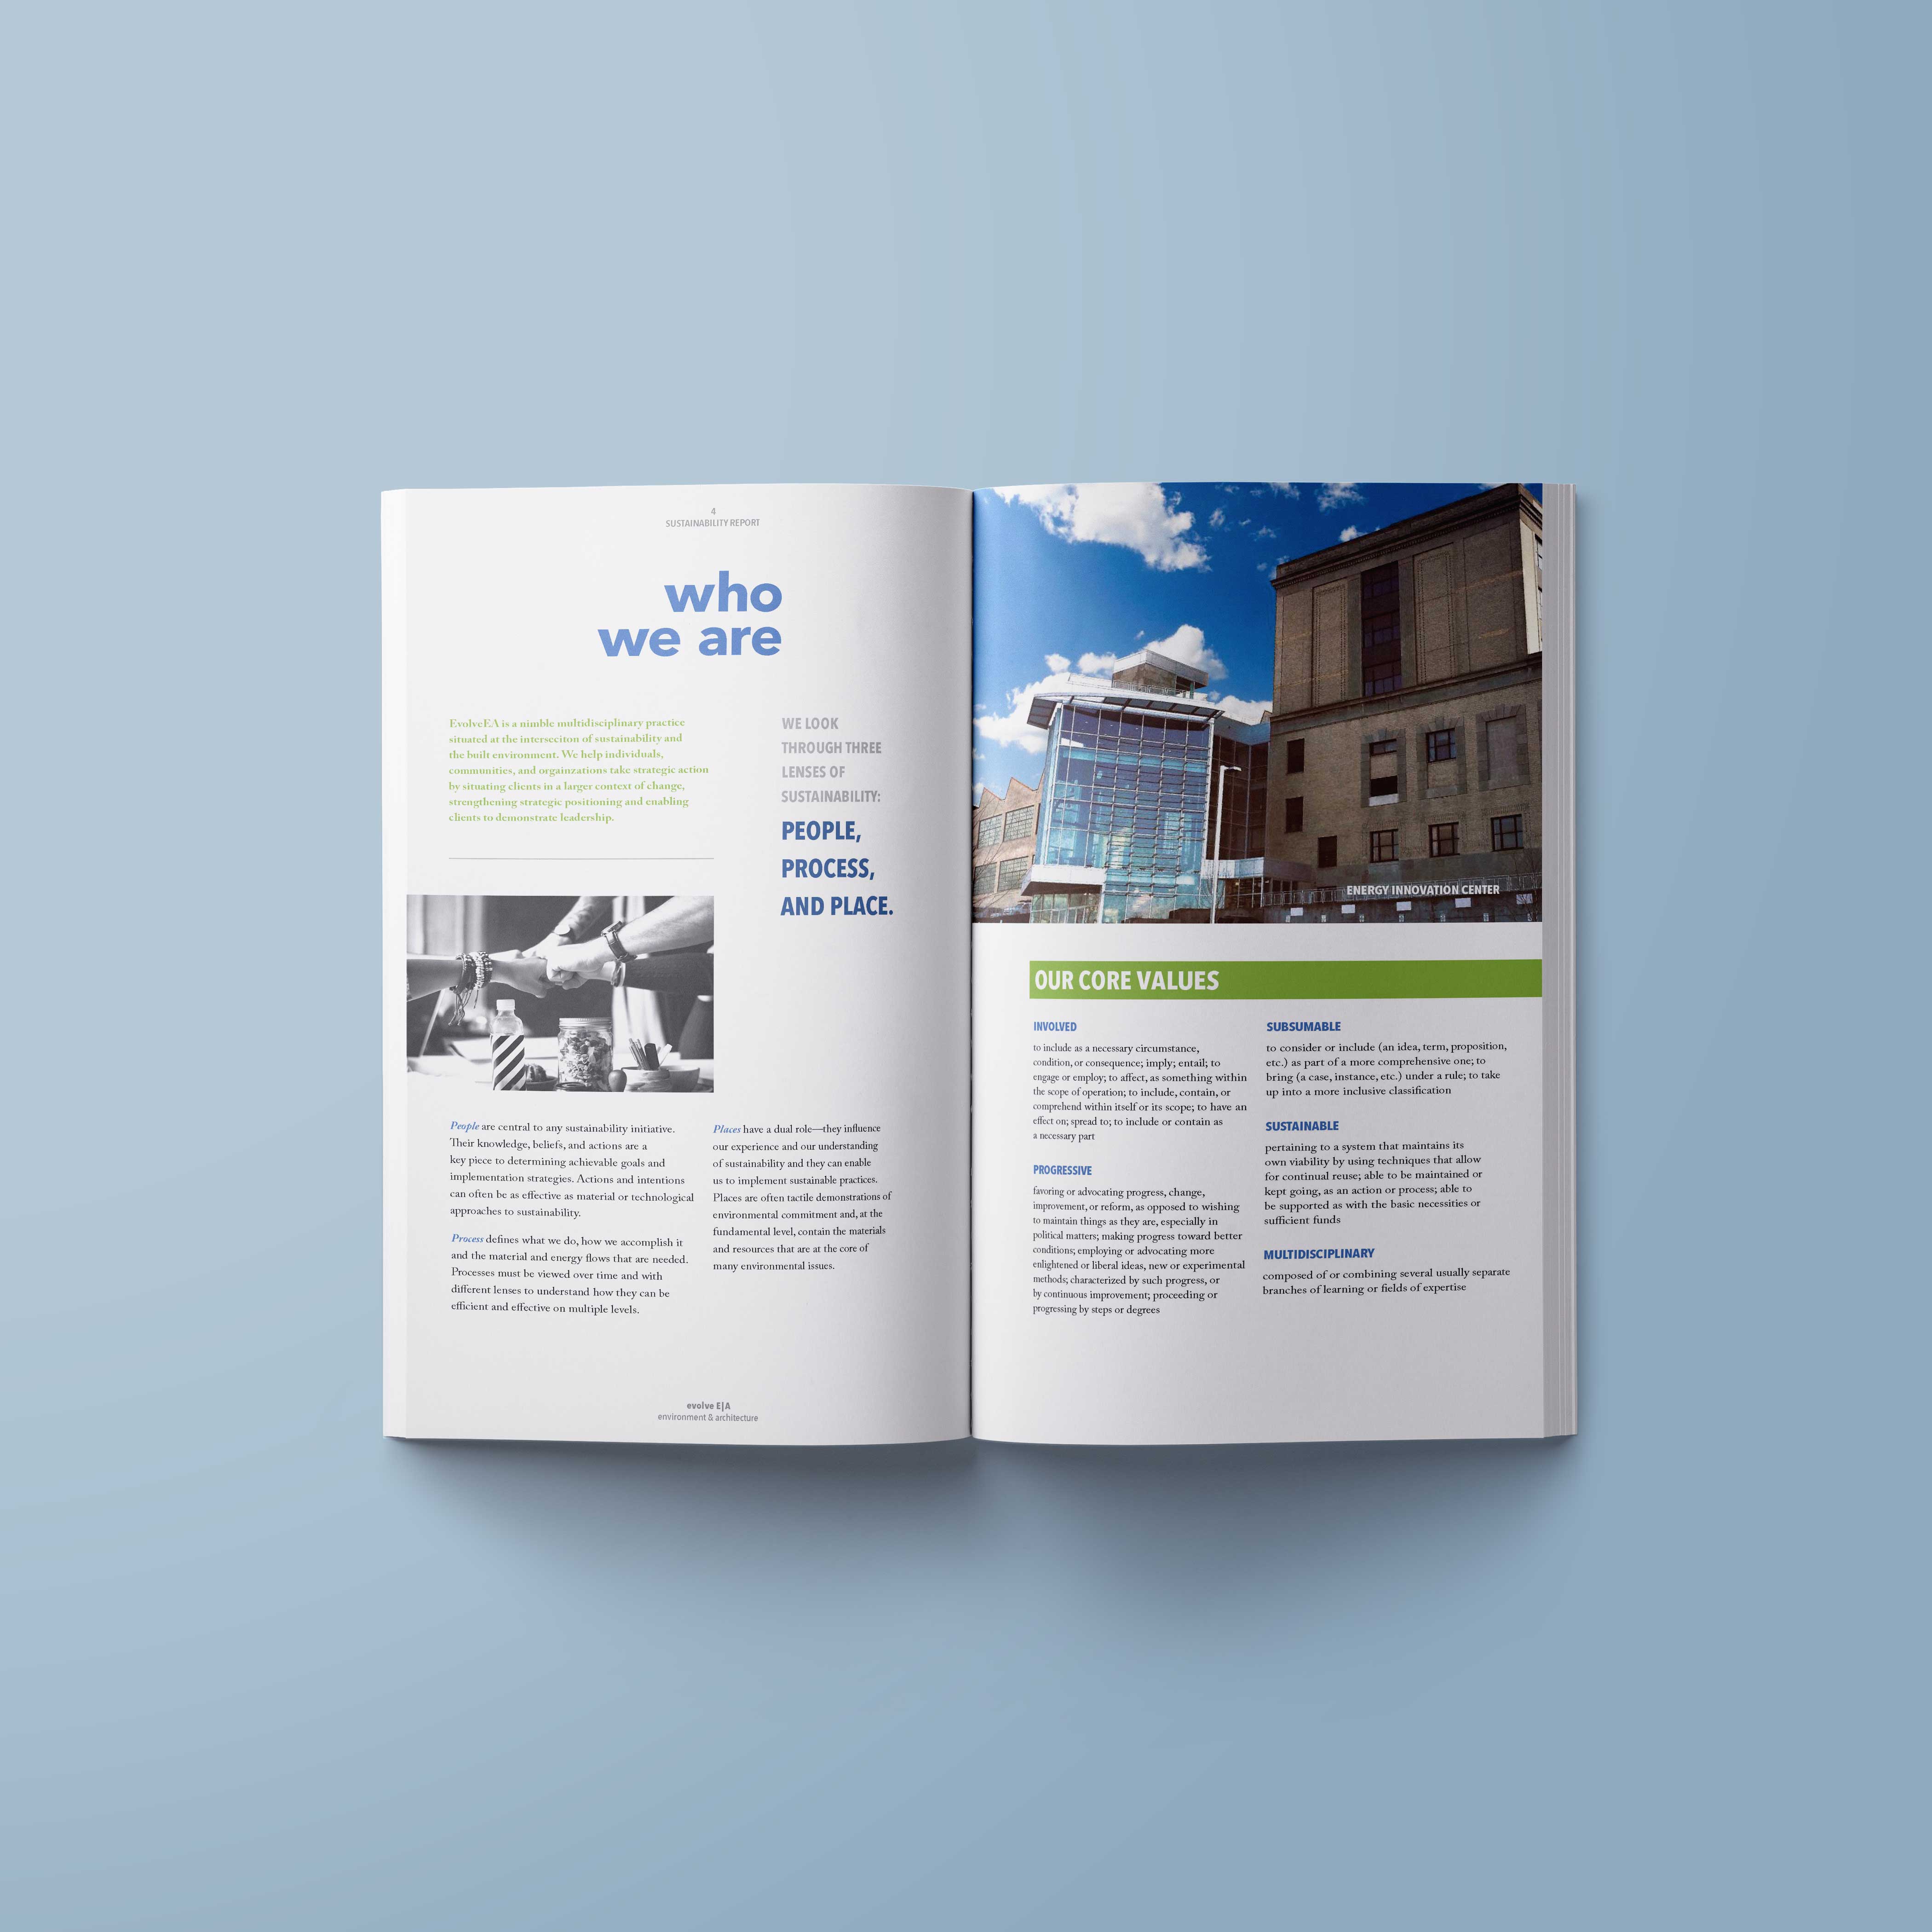 4
SUSTAINABILITY REPORT
who
we are
EvolveEA is a nimble multidisciplinary practice
situated at the interseciton of sustainability and
the built environment. We help individuals,
communities, and orgainzations take strategic action
by situating clients in a larger context of change,
strengthening strategic positioning and enabling
clients to demonstrate leadership.
WE LOOK
THROUGH THREE
LENSES OF
SUSTAINABILITY:
PEOPLE,
PROCESS,
AND PLACE.
People are central to any sustainability initiative.
Their knowledge, beliefs, and actions are a
key piece to determining achievable goals and
implementation strategies. Actions and intentions
can often be as effective as material or technological
approaches to sustainability.
Process defines what we do, how we accomplish it
and the material and energy flows that are needed.
Processes must be viewed over time and with
different lenses to understand how they can be
efficient and effective on multiple levels.
Places have a dual role—they influence
our experience and our understanding
of sustainability and they can enable
us to implement sustainable practices.
Places are often tactile demonstrations of
environmental commitment and, at the
fundamental level, contain the materials
and resources that are at the core of
many environmental issues.
evolve E|A
environment & architecture
ENERGY INNOVATION CENTER
OUR CORE VALUES
INVOLVED
to include as a necessary circumstance,
condition, or consequence; imply; entail; to
engage or employ; to affect, as something within
the scope of operation; to include, contain, or
comprehend within itself or its scope; to have an
effect on; spread to; to include or contain as
a necessary part
PROGRESSIVE
favoring or advocating progress, change,
improvement, or reform, as opposed to wishing
to maintain things as they are, especially in
political matters; making progress toward better
conditions; employing or advocating more
enlightened or liberal ideas, new or experimental
methods; characterized by such progress, or
by continuous improvement; proceeding or
progressing by steps or degrees
SUBSUMABLE
to consider or include (an idea, term, proposition,
etc.) as part of a more comprehensive one; to
bring (a case, instance, etc.) under a rule; to take
up into a more inclusive classification
SUSTAINABLE
pertaining to a system that maintains its
own viability by using techniques that allow
for continual reuse; able to be maintained or
kept going, as an action or process; able to
be supported as with the basic necessities or
sufficient funds
MULTIDISCIPLINARY
composed of or combining several usually separate
branches of learning or fields of expertise